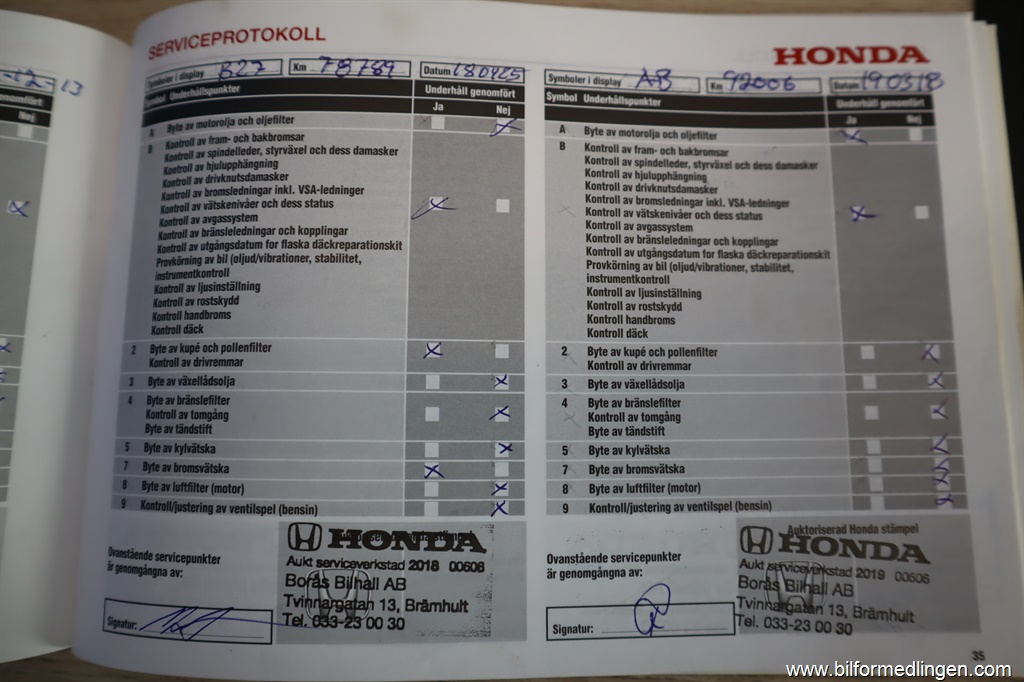 -12-13
genomfört
Nej
SERVICEPROTOKOLL
Symboler i display B27 Km 78789 Datum 180425
Symbol Underhållspunkter Underhåll genomfört
Ja Nej
A Byte av motorolja och oljefilter
B Kontroll av fram- och bakbromsar
Kontroll av spindelleder, styrväxel och dess damasker
Kontroll av hjulupphängning
Kontroll av drivknutsdamasker
Kontroll av bromsledningar inkl. VSA-ledningar
Kontroll av vätskenivåer och dess status
Kontroll av avgassystem
Kontroll av bränsleledningar och kopplingar
Kontroll av utgångsdatum for flaska däckreparationskit
Provkörning av bil (oljud/vibrationer, stabilitet,
instrumentkontroll
Kontroll av ljusinställning
Kontroll av rostskydd
Kontroll handbroms
Kontroll däck
2 Byte av kupé och pollenfilter
Kontroll av drivremmar
3 Byte av växellådsolja
4 Byte av bränslefilter
Kontroll av tomgång
Byte av tändstift
5 Byte av kylvätska
7 Byte av bromsvätska
8 Byte av luftfilter (motor)
9 Kontroll/justering av ventilspel (bensin)
Ovanstående servicepunkter
är genomgångna av:
Signatur:
HONDA
Aukt serviceverkstad 2018 00606
Borås Bilhall AB
Tvinnargatan 13, Brämhult
Tel. 033-23 00 30
HONDA
Symboler i display AB Km 92006 Datum 190318
Symbol Underhållspunkter Underhåll genomfört
Ja Nej
A Byte av motorolja och oljefilter
B Kontroll av fram- och bakbromsar
Kontroll av spindelleder, styrväxel och dess damasker
Kontroll av hjulupphängning
Kontroll av drivknutsdamasker
Kontroll av bromsledningar inkl. VSA-ledningar
Kontroll av vätskenivåer och dess status
Kontroll av avgassystem
Kontroll av bränsleledningar och kopplingar
Kontroll av utgångsdatum for flaska däckreparationskit
Provkörning av bil (oljud/vibrationer, stabilitet,
instrumentkontroll
Kontroll av ljusinställning
Kontroll av rostskydd
Kontroll handbroms
Kontroll däck
2 Byte av kupé och pollenfilter
Kontroll av drivremmar
3 Byte av växellådsolja
4 Byte av bränslefilter
Kontroll av tomgång
Byte av tändstift
5 Byte av kylvätska
7 Byte av bromsvätska
8 Byte av luftfilter (motor)
9 Kontroll/justering av ventilspel (bensin)
Ovanstående servicepunkter
är genomgångna av:
Signatur:
Auktoriserad Honda stämpel
HONDA
Aukt serviceverkstad 2019 00606
Borås Bilhall AB
Tvinnargatan 13, Brämhult
Tel. 033-23 00 30
35
www.bilformedlingen.com